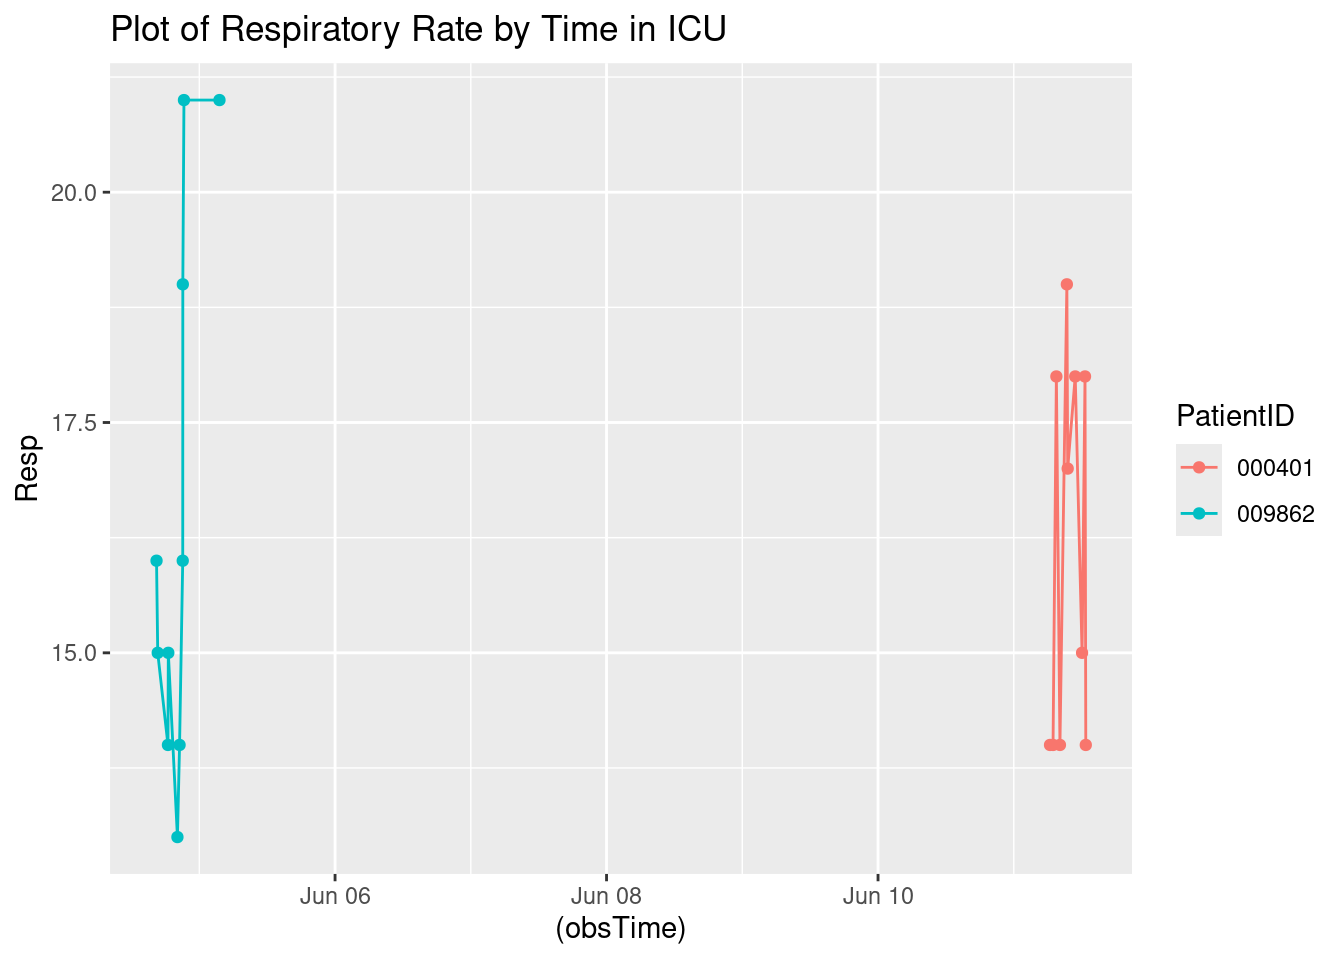 Plot of Respiratory Rate by Time in ICU
20.0
17.5
15.0
Resp
Jun 06
Jun 08
Jun 10
(obsTime)
PatientID
000401
009862